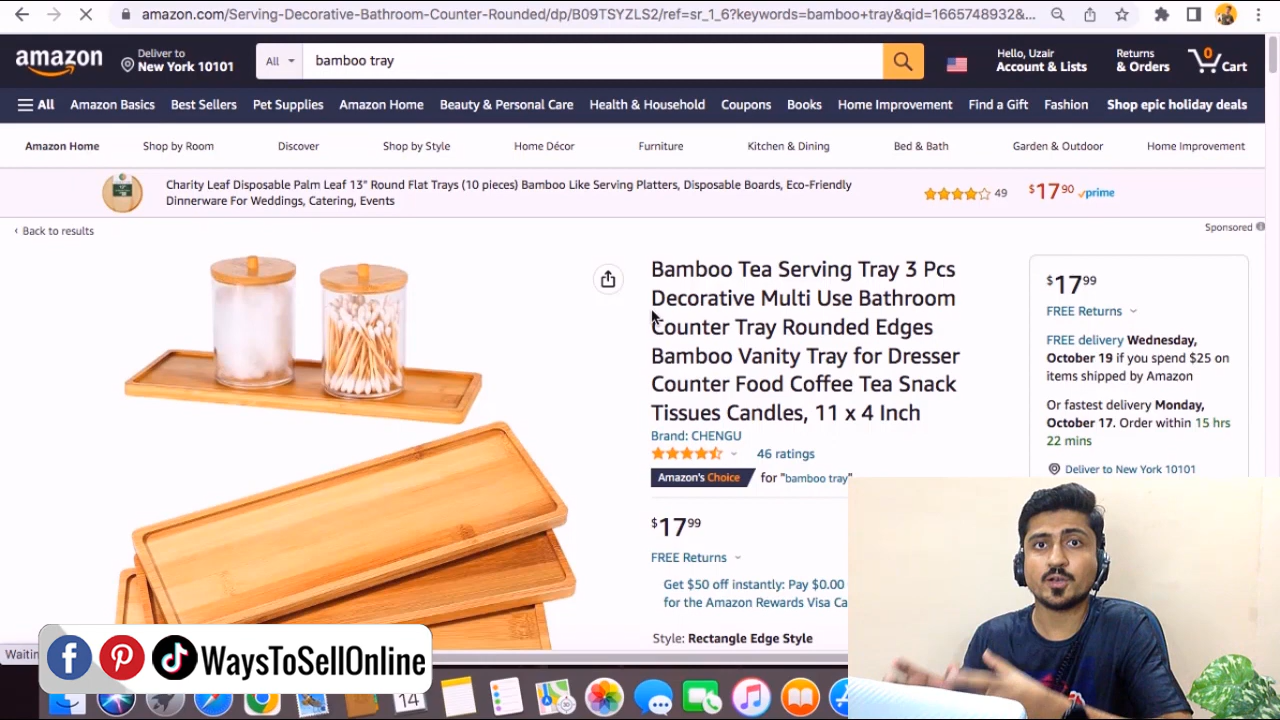 amazon.com/Serving-Decorative-Bathroom-Counter-Rounded/dp/B09TSYZLS2/ref=sr_1_6?keywords=bamboo+tray&qid=1665748932&...
amazon
Deliver to
New York 10101
All
bamboo tray
Hello, Uzair
Account & Lists
Returns
& Orders
0
Cart
All
Amazon Basics
Best Sellers
Pet Supplies
Amazon Home
Beauty & Personal Care
Health & Household
Coupons
Books
Home Improvement
Find a Gift
Fashion
Shop epic holiday deals
Amazon Home
Shop by Room
Discover
Shop by Style
Home Décor
Furniture
Kitchen & Dining
Bed & Bath
Garden & Outdoor
Home Improvement
Charity Leaf Disposable Palm Leaf 13" Round Flat Trays (10 pieces) Bamboo Like Serving Platters, Disposable Boards, Eco-Friendly
Dinnerware For Weddings, Catering, Events
49
$17 90
prime
‹ Back to results
Sponsored
Bamboo Tea Serving Tray 3 Pcs
Decorative Multi Use Bathroom
Counter Tray Rounded Edges
Bamboo Vanity Tray for Dresser
Counter Food Coffee Tea Snack
Tissues Candles, 11 x 4 Inch
Brand: CHENGU
46 ratings
Amazon's Choice
for "bamboo tray"
$17 99
FREE Returns
Get $50 off instantly: Pay $0.00
for the Amazon Rewards Visa Ca
Style: Rectangle Edge Style
$17 99
FREE Returns
FREE delivery Wednesday,
October 19 if you spend $25 on
items shipped by Amazon
Or fastest delivery Monday,
October 17. Order within 15 hrs
22 mins
Deliver to New York 10101
Waitin
WaysToSellOnline
14